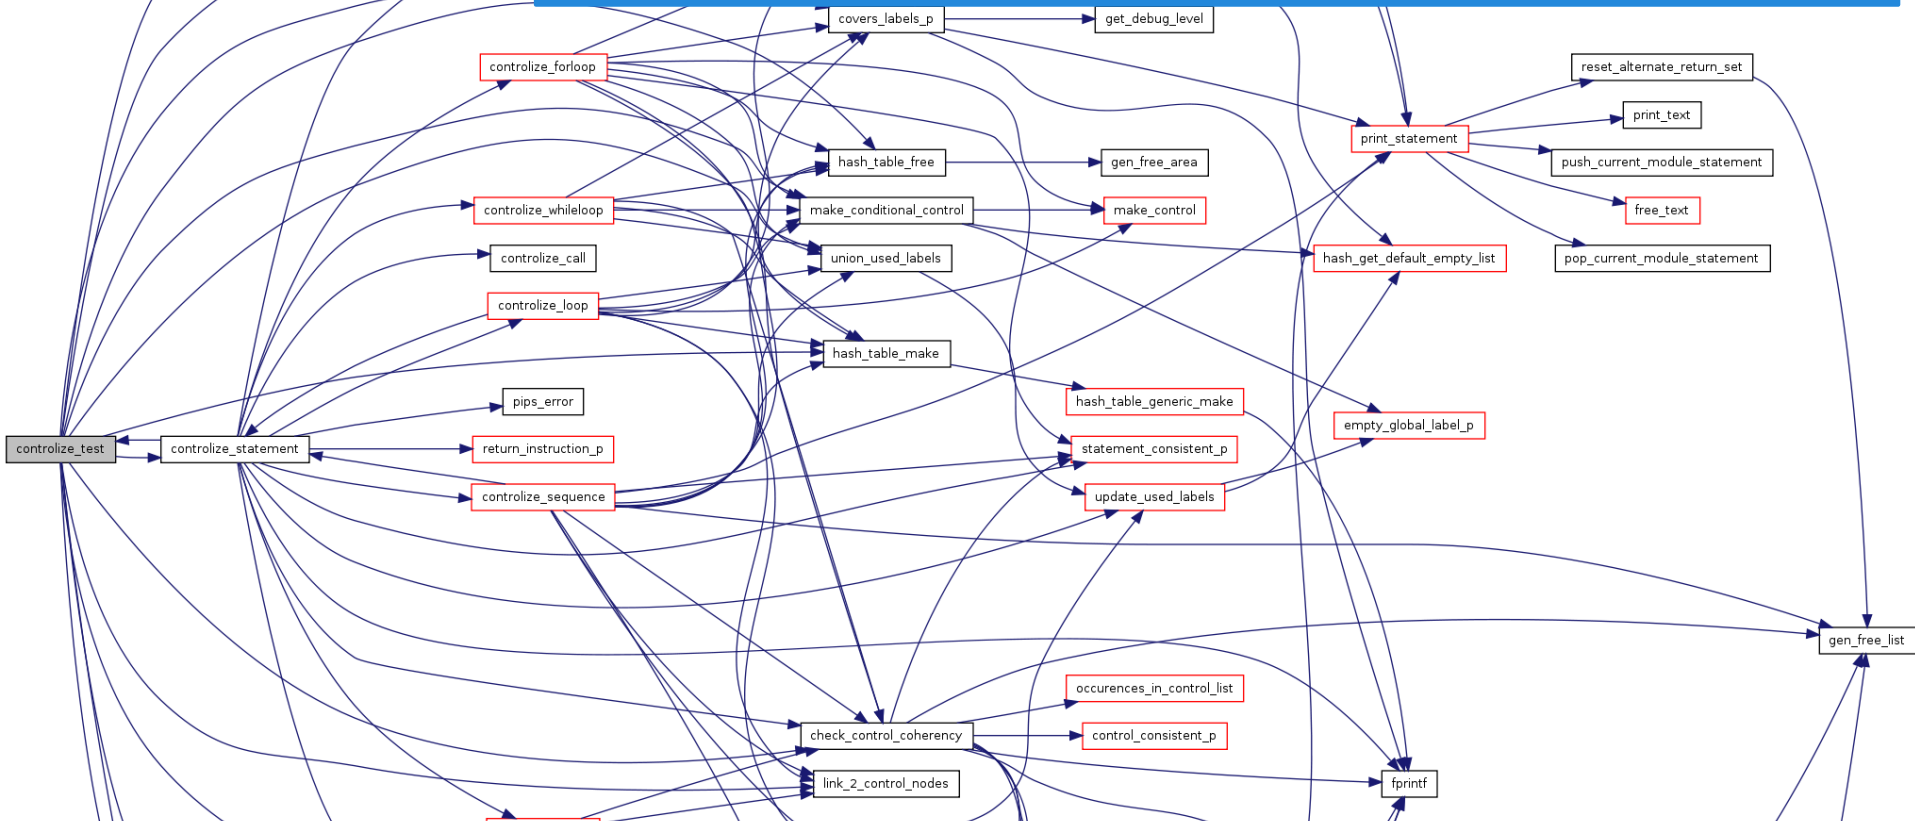 covers_labels_p
get_debug_level
controlize_forloop
reset_alternate_return_set
print_text
print_statement
hash_table_free
gen_free_area
push_current_module_statement
controlize_whileloop
make_conditional_control
make_control
free_text
controlize_call
union_used_labels
hash_get_default_empty_list
pop_current_module_statement
controlize_loop
hash_table_make
pips_error
hash_table_generic_make
empty_global_label_p
controlize_test
controlize_statement
return_instruction_p
statement_consistent_p
controlize_sequence
update_used_labels
gen_free_list
occurences_in_control_list
check_control_coherency
control_consistent_p
link_2_control_nodes
fprintf